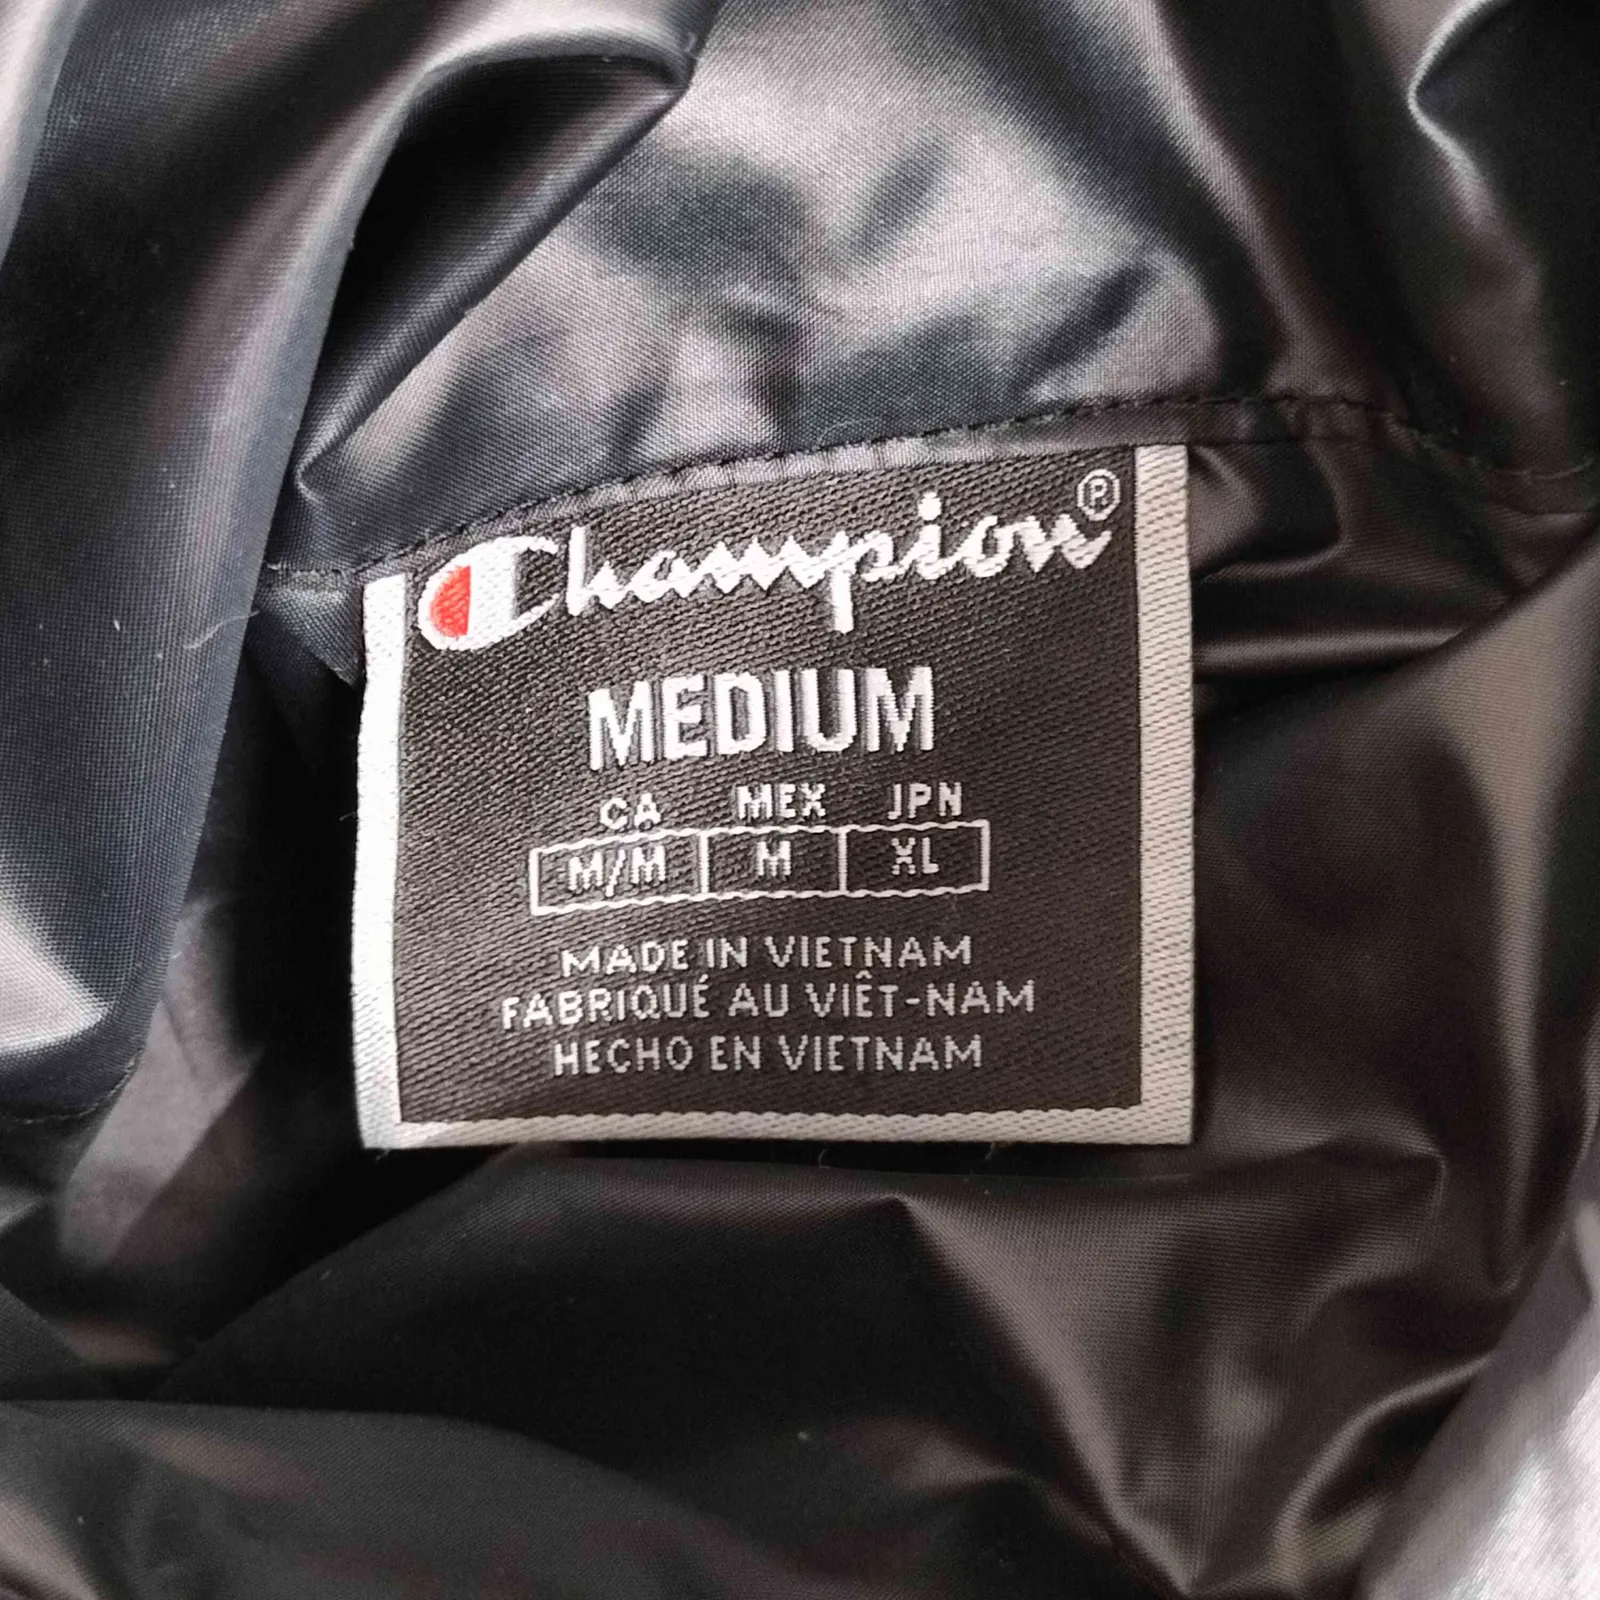 Champion®
MEDIUM
CA MEX JPN
M/M M XL
MADE IN VIETNAM
FABRIQUÉ AU VIÊT-NAM
HECHO EN VIETNAM